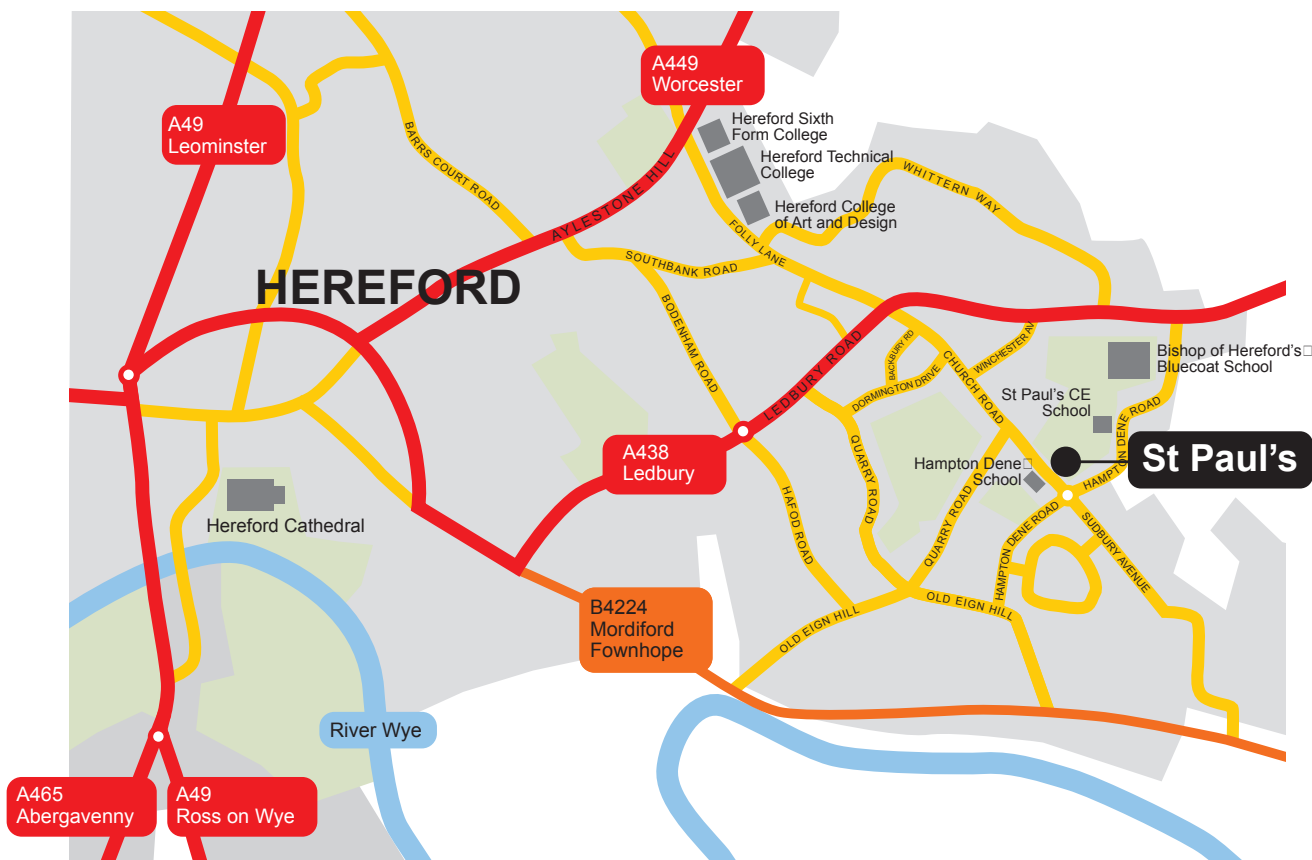 A449
Worcester
A49
Leominster
Hereford Sixth
Form College
Hereford Technical
College
Hereford College
of Art and Design
BARRS COURT ROAD
AYLESTONE HILL
WHITTERN WAY
FOLLY LANE
SOUTHBANK ROAD
HEREFORD
BODENHAM ROAD
LEDBURY ROAD
BACKBURY RD
WINCHESTER AV
CHURCH ROAD
DORMINGTON DRIVE
Bishop of Hereford's
Bluecoat School
St Paul's CE
School
HAMPTON DENE ROAD
A438
Ledbury
QUARRY ROAD
Hampton Dene
School
St Paul's
HAFOD ROAD
QUARRY ROAD
HAMPTON DENE ROAD
SUDBURY AVENUE
Hereford Cathedral
B4224
Mordiford
Fownhope
OLD EIGN HILL
OLD EIGN HILL
River Wye
A465
Abergavenny
A49
Ross on Wye